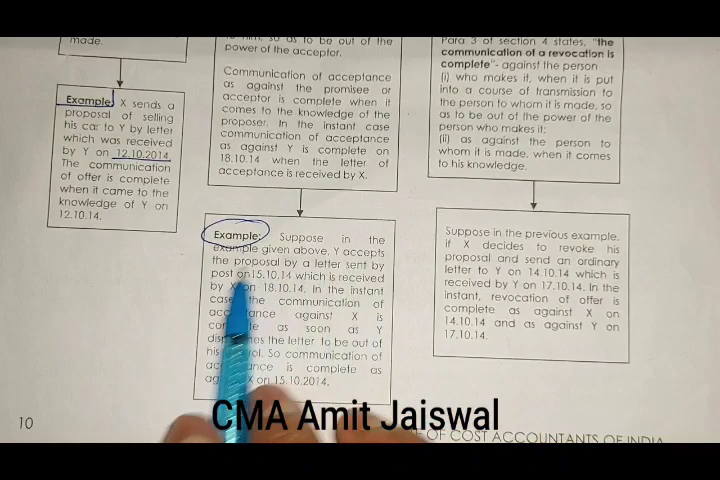 made.
Example: X sends a
proposal of selling
his car to Y by letter
which was received
by Y on 12.10.2014.
The communication
of offer is complete
when it came to the
knowledge of Y on
12.10.14.
to him, so as to be out of the
power of the acceptor.
Communication of acceptance
as against the promisee or
acceptor is complete when it
comes to the knowledge of the
proposer. In the instant case
communication of acceptance
as against Y is complete on
18.10.14 when the letter of
acceptance is received by X.
Example: Suppose in the
example given above, Y accepts
the proposal by a letter sent by
post on15.10.14 which is received
by X on 18.10.14. In the instant
case the communication of
against X is
as soon as Y
the letter to be out of
his So communication of
is complete as
X on 15.10.2014.
Para 3 of section 4 states, "the
communication of a revocation is
complete"- against the person
(i) who makes it, when it is put
into a course of transmission to
the person to whom it is made, so
as to be out of the power of the
person who makes it;
(ii) as against the person to
whom it is made, when it comes
to his knowledge.
Suppose in the previous example,
if X decides to revoke his
proposal and send an ordinary
letter to Y on 14.10.14 which is
received by Y on 17.10.14. In the
instant, revocation of offer is
complete as against X on
14.10.14 and as against Y on
17.10.14.
10
OF COST ACCOUNTANTS OF INDIA
CMA Amit Jaiswal